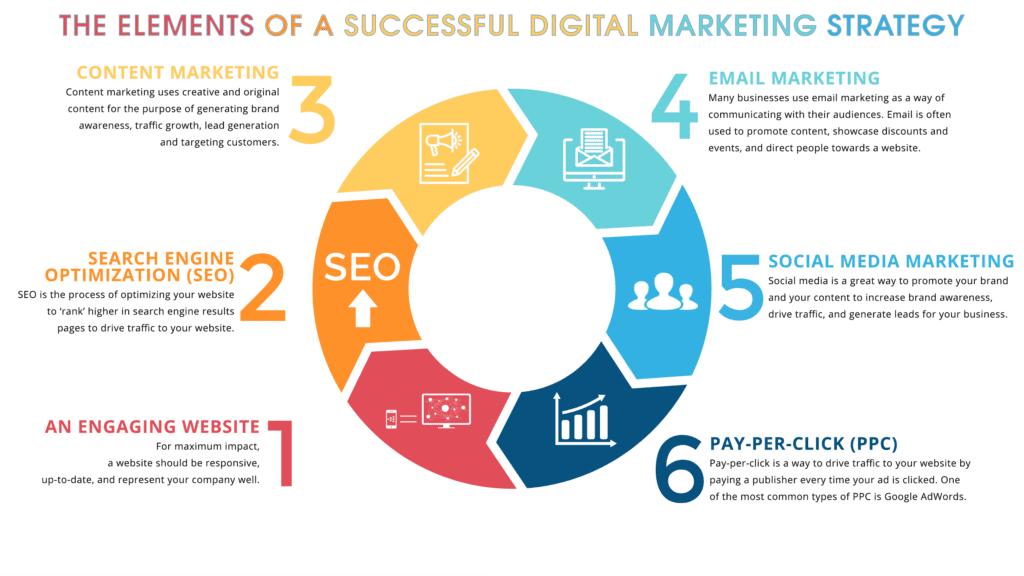 THE ELEMENTS OF A SUCCESSFUL DIGITAL MARKETING STRATEGY
1
AN ENGAGING WEBSITE
For maximum impact,
a website should be responsive,
up-to-date, and represent your company well.
2
SEARCH ENGINE
OPTIMIZATION (SEO)
SEO is the process of optimizing your website
to ‘rank’ higher in search engine results
pages to drive traffic to your website.
SEO
3
CONTENT MARKETING
Content marketing uses creative and original
content for the purpose of generating brand
awareness, traffic growth, lead generation
and targeting customers.
4
EMAIL MARKETING
Many businesses use email marketing as a way of
communicating with their audiences. Email is often
used to promote content, showcase discounts and
events, and direct people towards a website.
5
SOCIAL MEDIA MARKETING
Social media is a great way to promote your brand
and your content to increase brand awareness,
drive traffic, and generate leads for your business.
6
PAY-PER-CLICK (PPC)
Pay-per-click is a way to drive traffic to your website by
paying a publisher every time your ad is clicked. One
of the most common types of PPC is Google AdWords.